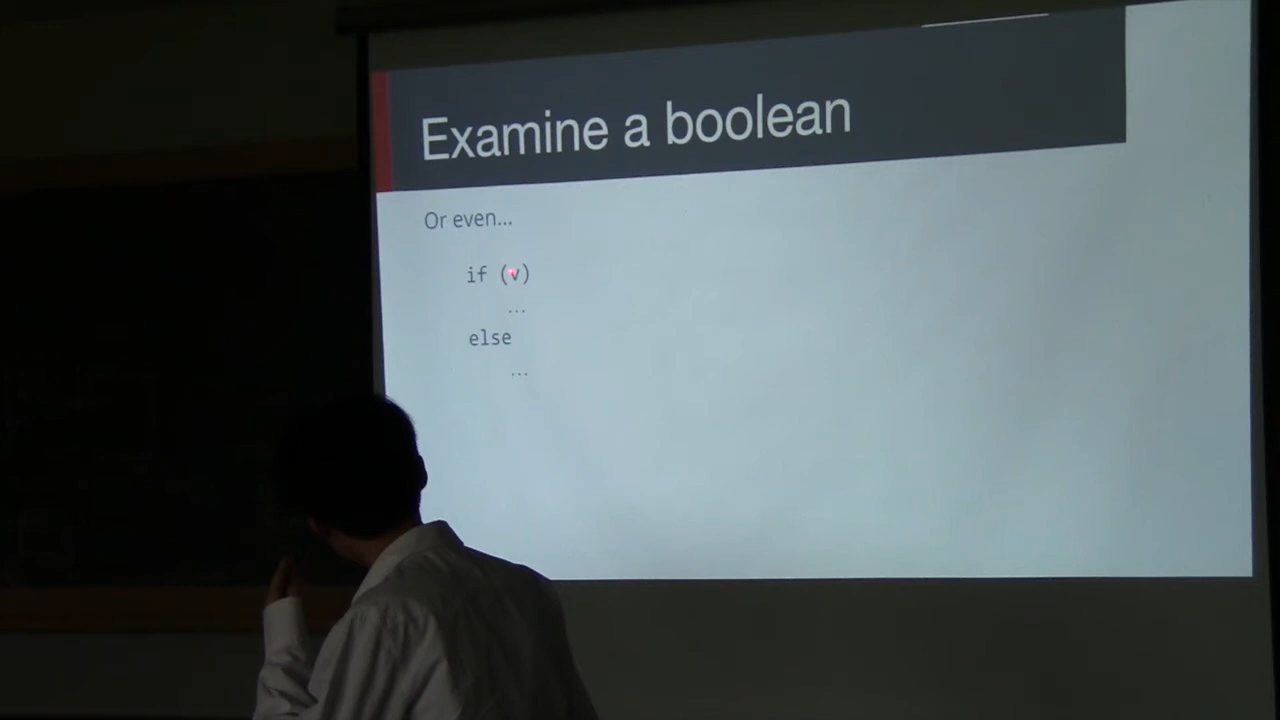 Examine a boolean
Or even...
if (v)
...
else
...